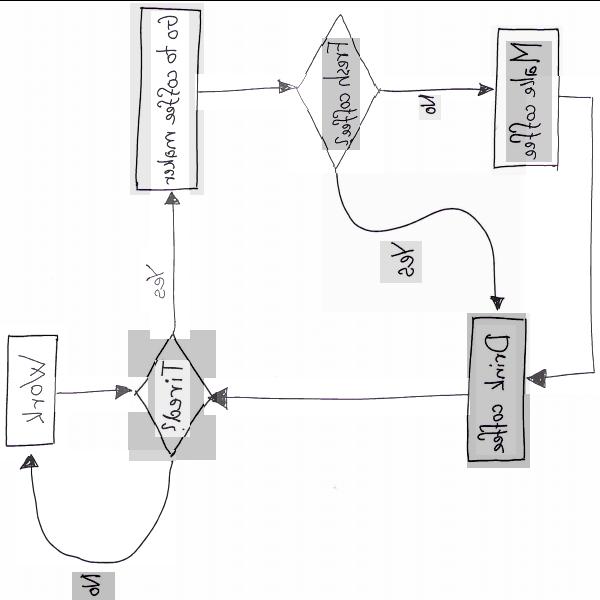 Work
No
Yes
Go to coffee maker
Tired?
Fresh coffee?
Yes
No
Make coffee
Drink coffee